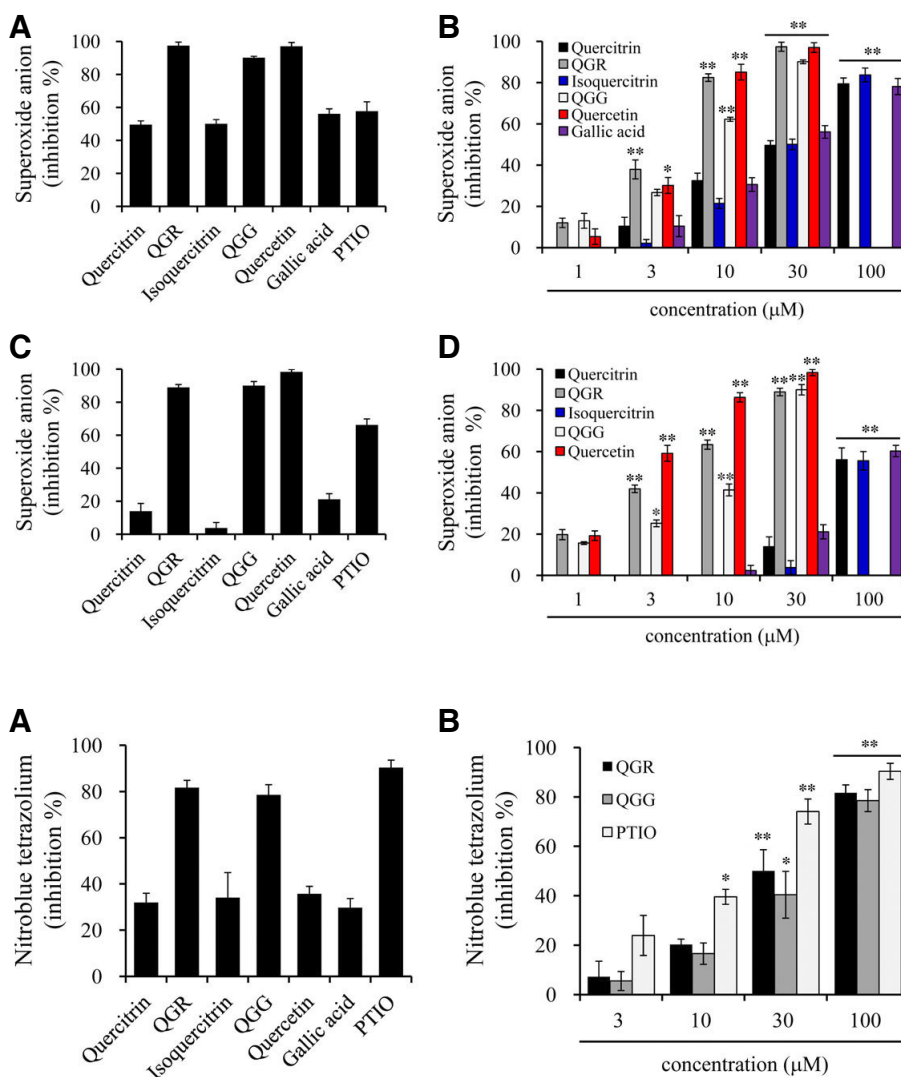 A
Superoxide anion
(inhibition %)
100
80
60
40
20
0
Quercitrin
QGR
Isoquercitrin
QGG
Quercetin
Gallic acid
PTIO
B
Superoxide anion
(inhibition %)
100
80
60
40
20
0
Quercitrin
QGR
Isoquercitrin
QGG
Quercetin
Gallic acid
**
*
**
**
**
**
**
1 3 10 30 100
concentration (μM)
C
Superoxide anion
(inhibition %)
100
80
60
40
20
0
Quercitrin
QGR
Isoquercitrin
QGG
Quercetin
Gallic acid
PTIO
D
Superoxide anion
(inhibition %)
100
80
60
40
20
0
Quercitrin
QGR
Isoquercitrin
QGG
Quercetin
**
*
**
**
**
**
**
**
**
**
1 3 10 30 100
concentration (μM)
A
Nitroblue tetrazolium
(inhibition %)
100
80
60
40
20
0
Quercitrin
QGR
Isoquercitrin
QGG
Quercetin
Gallic acid
PTIO
B
Nitroblue tetrazolium
(inhibition %)
100
80
60
40
20
0
QGR
QGG
PTIO
*
**
*
**
**
3 10 30 100
concentration (μM)